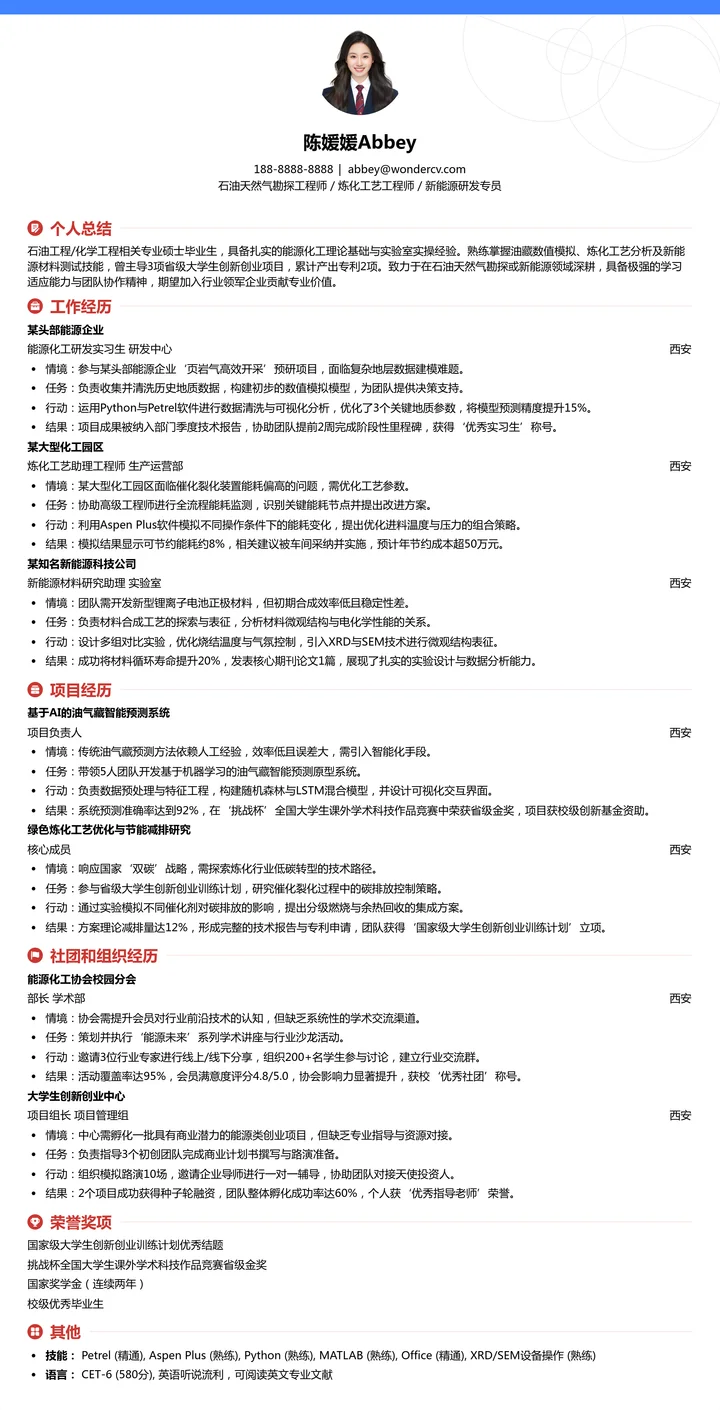 陈媛媛Abbey
188-8888-8888 | abbey@wondercv.com
石油天然气勘探工程师 / 炼化工艺工程师 / 新能源研发专员
个人总结
石油工程/化学工程相关专业硕士毕业生，具备扎实的能源化工理论基础与实验室实操经验。熟练掌握油藏数值模拟、炼化工艺分析及新能
源材料测试技能，曾主导3项省级大学生创新创业项目，累计产出专利2项。致力于在石油天然气勘探或新能源领域深耕，具备极强的学习
适应能力与团队协作精神，期望加入行业领军企业贡献专业价值。
工作经历
某头部能源企业
能源化工研发实习生 研发中心 西安
• 情境：参与某头部能源企业‘页岩气高效开采’预研项目，面临复杂地层数据建模难题。
• 任务：负责收集并清洗历史地质数据，构建初步的数值模拟模型，为团队提供决策支持。
• 行动：运用Python与Petrel软件进行数据清洗与可视化分析，优化了3个关键地质参数，将模型预测精度提升15%。
• 结果：项目成果被纳入部门季度技术报告，协助团队提前2周完成阶段性里程碑，获得‘优秀实习生’称号。
某大型化工园区
炼化工艺助理工程师 生产运营部 西安
• 情境：某大型化工园区面临催化裂化装置能耗偏高的问题，需优化工艺参数。
• 任务：协助高级工程师进行全流程能耗监测，识别关键能耗节点并提出改进方案。
• 行动：利用Aspen Plus软件模拟不同操作条件下的能耗变化，提出优化进料温度与压力的组合策略。
• 结果：模拟结果显示可节约能耗约8%，相关建议被车间采纳并实施，预计年节约成本超50万元。
某知名新能源科技公司
新能源材料研究助理 实验室 西安
• 情境：团队需开发新型锂离子电池正极材料，但初期合成效率低且稳定性差。
• 任务：负责材料合成工艺的探索与表征，分析材料微观结构与电化学性能的关系。
• 行动：设计多组对比实验，优化烧结温度与气氛控制，引入XRD与SEM技术进行微观结构表征。
• 结果：成功将材料循环寿命提升20%，发表核心期刊论文1篇，展现了扎实的实验设计与数据分析能力。
项目经历
基于AI的油气藏智能预测系统
项目负责人 西安
• 情境：传统油气藏预测方法依赖人工经验，效率低且误差大，需引入智能化手段。
• 任务：带领5人团队开发基于机器学习的油气藏智能预测原型系统。
• 行动：负责数据预处理与特征工程，构建随机森林与LSTM混合模型，并设计可视化交互界面。
• 结果：系统预测准确率达到92%，在‘挑战杯’全国大学生课外学术科技作品竞赛中荣获省级金奖，项目获校级创新基金资助。
绿色炼化工艺优化与节能减排研究
核心成员 西安
• 情境：响应国家‘双碳’战略，需探索炼化行业低碳转型的技术路径。
• 任务：参与省级大学生创新创业训练计划，研究催化裂化过程中的碳排放控制策略。
• 行动：通过实验模拟不同催化剂对碳排放的影响，提出分级燃烧与余热回收的集成方案。
• 结果：方案理论减排量达12%，形成完整的技术报告与专利申请，团队获得‘国家级大学生创新创业训练计划’立项。
社团和组织经历
能源化工协会校园分会
部长 学术部 西安
• 情境：协会需提升会员对行业前沿技术的认知，但缺乏系统性的学术交流渠道。
• 任务：策划并执行‘能源未来’系列学术讲座与行业沙龙活动。
• 行动：邀请3位行业专家进行线上/线下分享，组织200+名学生参与讨论，建立行业交流群。
• 结果：活动覆盖率达95%，会员满意度评分4.8/5.0，协会影响力显著提升，获校‘优秀社团’称号。
大学生创新创业中心
项目组长 项目管理组 西安
• 情境：中心需孵化一批具有商业潜力的能源类创业项目，但缺乏专业指导与资源对接。
• 任务：负责指导3个初创团队完成商业计划书撰写与路演准备。
• 行动：组织模拟路演10场，邀请企业导师进行一对一辅导，协助团队对接天使投资人。
• 结果：2个项目成功获得种子轮融资，团队整体孵化成功率达60%，个人获‘优秀指导老师’荣誉。
荣誉奖项
国家级大学生创新创业训练计划优秀结题
挑战杯全国大学生课外学术科技作品竞赛省级金奖
国家奖学金（连续两年）
校级优秀毕业生
其他
• 技能： Petrel (精通), Aspen Plus (熟练), Python (熟练), MATLAB (熟练), Office (精通), XRD/SEM设备操作 (熟练)
• 语言： CET-6 (580分), 英语听说流利，可阅读英文专业文献